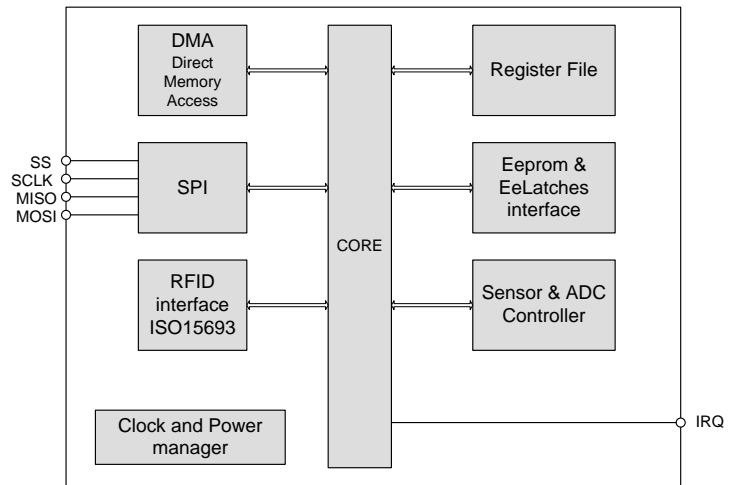 DMA
Direct
Memory
Access
Register File
SS
SCLK
MISO
MOSI
SPI
Eeprom &
EeLatches
interface
CORE
RFID
interface
ISO15693
Sensor & ADC
Controller
Clock and Power
manager
IRQ